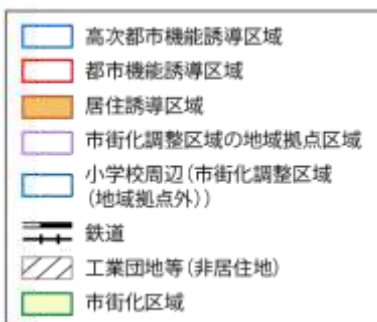 高次都市機能誘導区域
都市機能誘導区域
居住誘導区域
市街化調整区域の地域拠点区域
小学校周辺(市街化調整区域
(地域拠点外))
鉄道
工業団地等(非居住地)
市街化区域